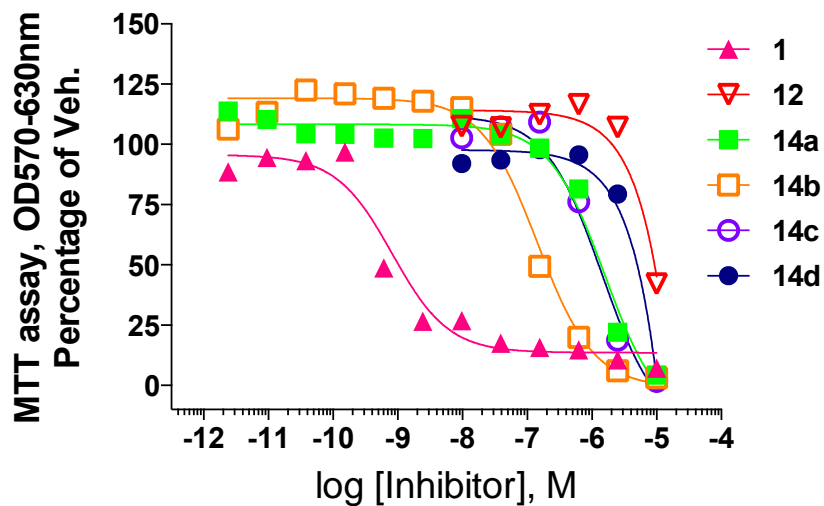 MTT assay, OD570-630nm
Percentage of Veh.
150
125
100
75
50
25
0
-12 -11 -10 -9 -8 -7 -6 -5 -4
log [Inhibitor], M
1
12
14a
14b
14c
14d